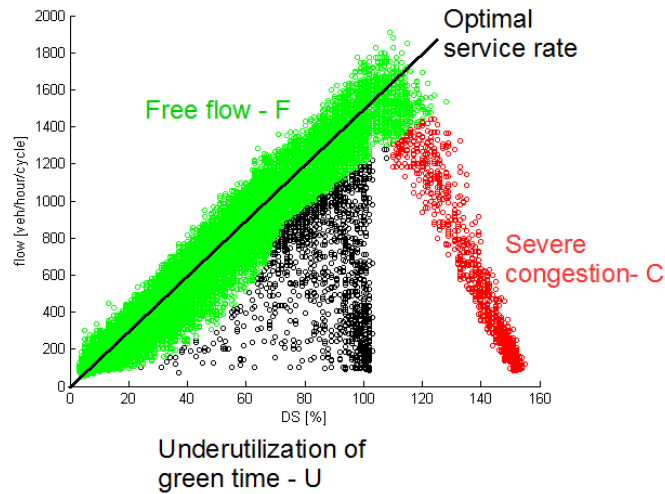 Optimal
service rate
Free flow - F
Severe
congestion- C
2000
1800
1600
1400
1200
1000
800
600
400
200
0
flow [veh/hour/cycle]
0
20
40
60
80
100
120
140
160
DS [%]
Underutilization of
green time - U